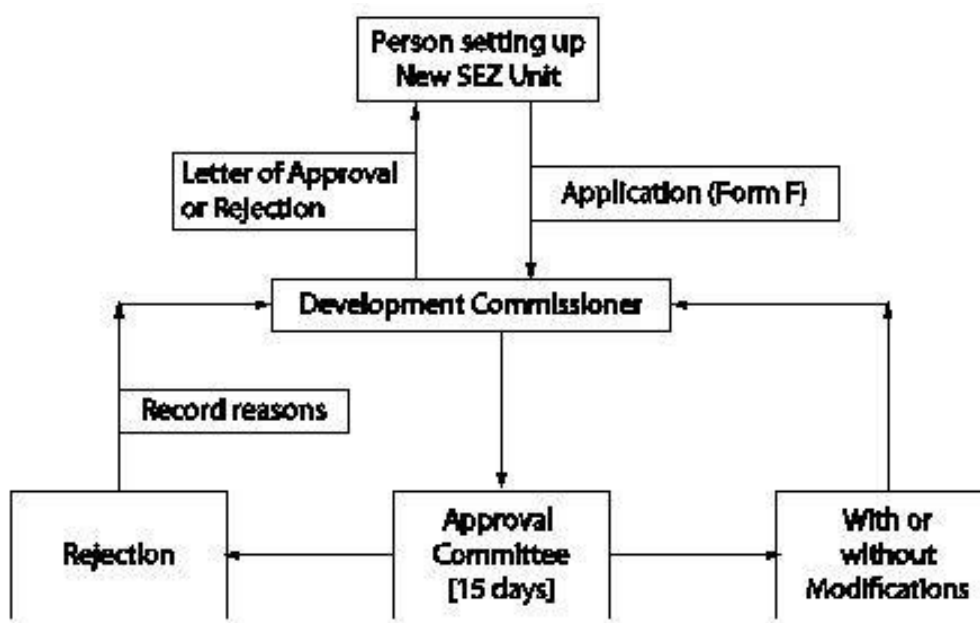 Person setting up
New SEZ Unit
Letter of Approval
or Rejection
Application (Form F)
Development Commissioner
Record reasons
Rejection
Approval
Committee
[15 days]
With or
without
Modifications